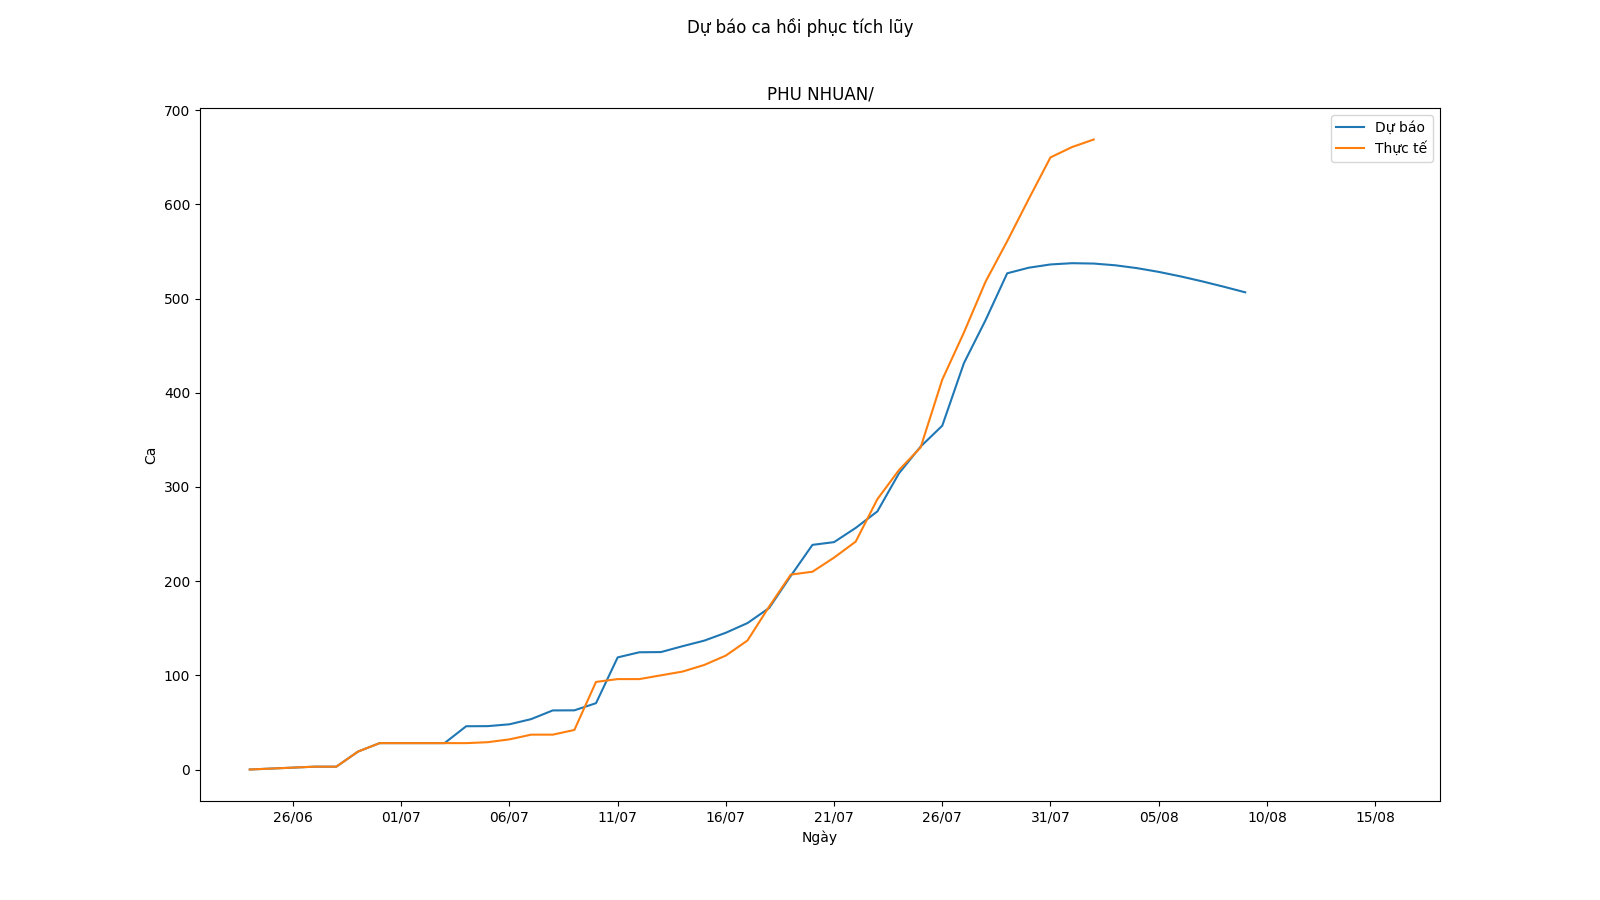 Dự báo ca hồi phục tích lũy
PHU NHUAN/
700
600
500
400
300
200
100
0
Ca
Dự báo
Thực tế
26/06 01/07 06/07 11/07 16/07 21/07 26/07 31/07 05/08 10/08 15/08
Ngày